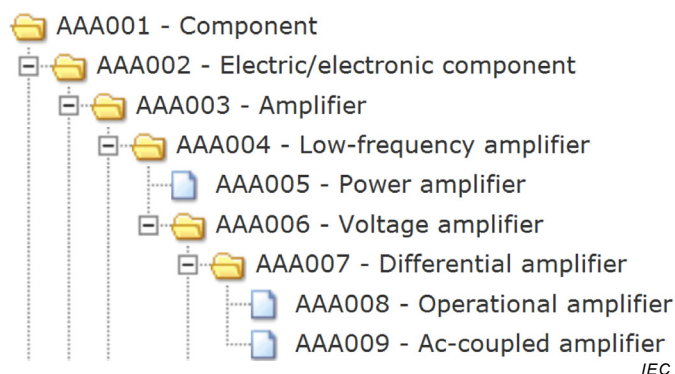 AAA001 - Component
AAA002 - Electric/electronic component
AAA003 - Amplifier
AAA004 - Low-frequency amplifier
AAA005 - Power amplifier
AAA006 - Voltage amplifier
AAA007 - Differential amplifier
AAA008 - Operational amplifier
AAA009 - Ac-coupled amplifier
IEC